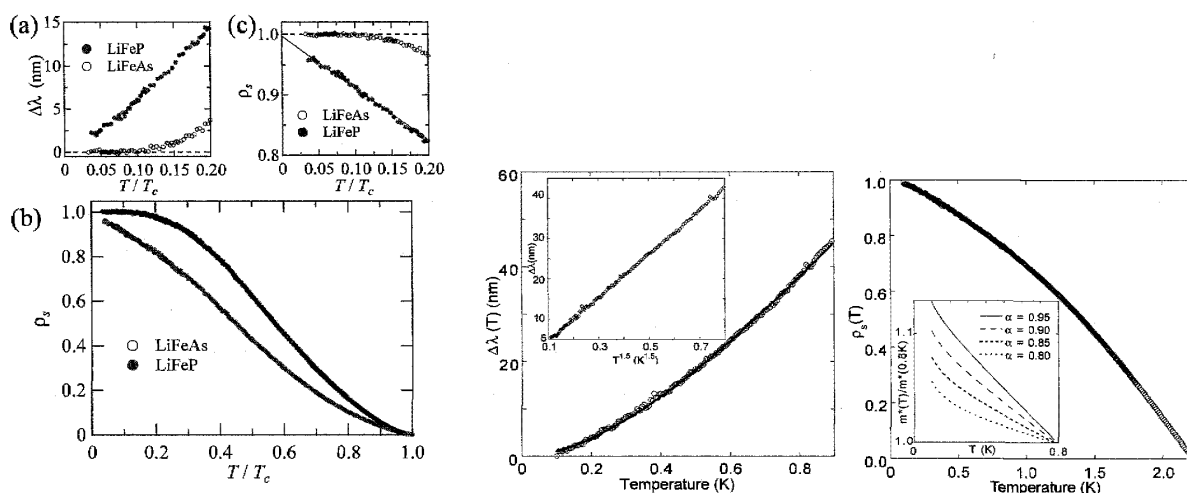 (a)
15
10
5
0
Δλ (nm)
LiFeP
LiFeAs
0 0.05 0.10 0.15 0.20
T / Tc
(c)
1.0
0.9
0.8
ρs
LiFeAs
LiFeP
0 0.05 0.10 0.15 0.20
T / Tc
(b)
1.0
0.8
0.6
0.4
0.2
0
ρs
LiFeAs
LiFeP
0 0.2 0.4 0.6 0.8 1.0
T / Tc
60
40
20
0
Δλ (T) (nm)
40
30
20
10
5
Δλ(nm)
0.1 0.3 0.5 0.7
T^1.5 (K^1.5)
0 0.2 0.4 0.6 0.8
Temperature (K)
1.0
0.8
0.6
0.4
0.2
0.0
ρs(T)
α = 0.95
α = 0.90
α = 0.85
α = 0.80
1.1
1.0
m*(T)/m*(0.8K)
0 T (K) 0.8
0 0.5 1.0 1.5 2.0
Temperature (K)